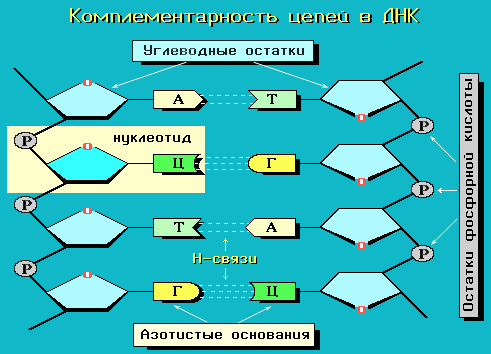 Комплементарность цепей в ДНК
Углеводные остатки
А Т
Р Р
нуклеотид
Ц Г
Р Р
Т А
Н-связи
Р Р
Г Ц
Азотистые основания
Остатки фосфорной кислоты